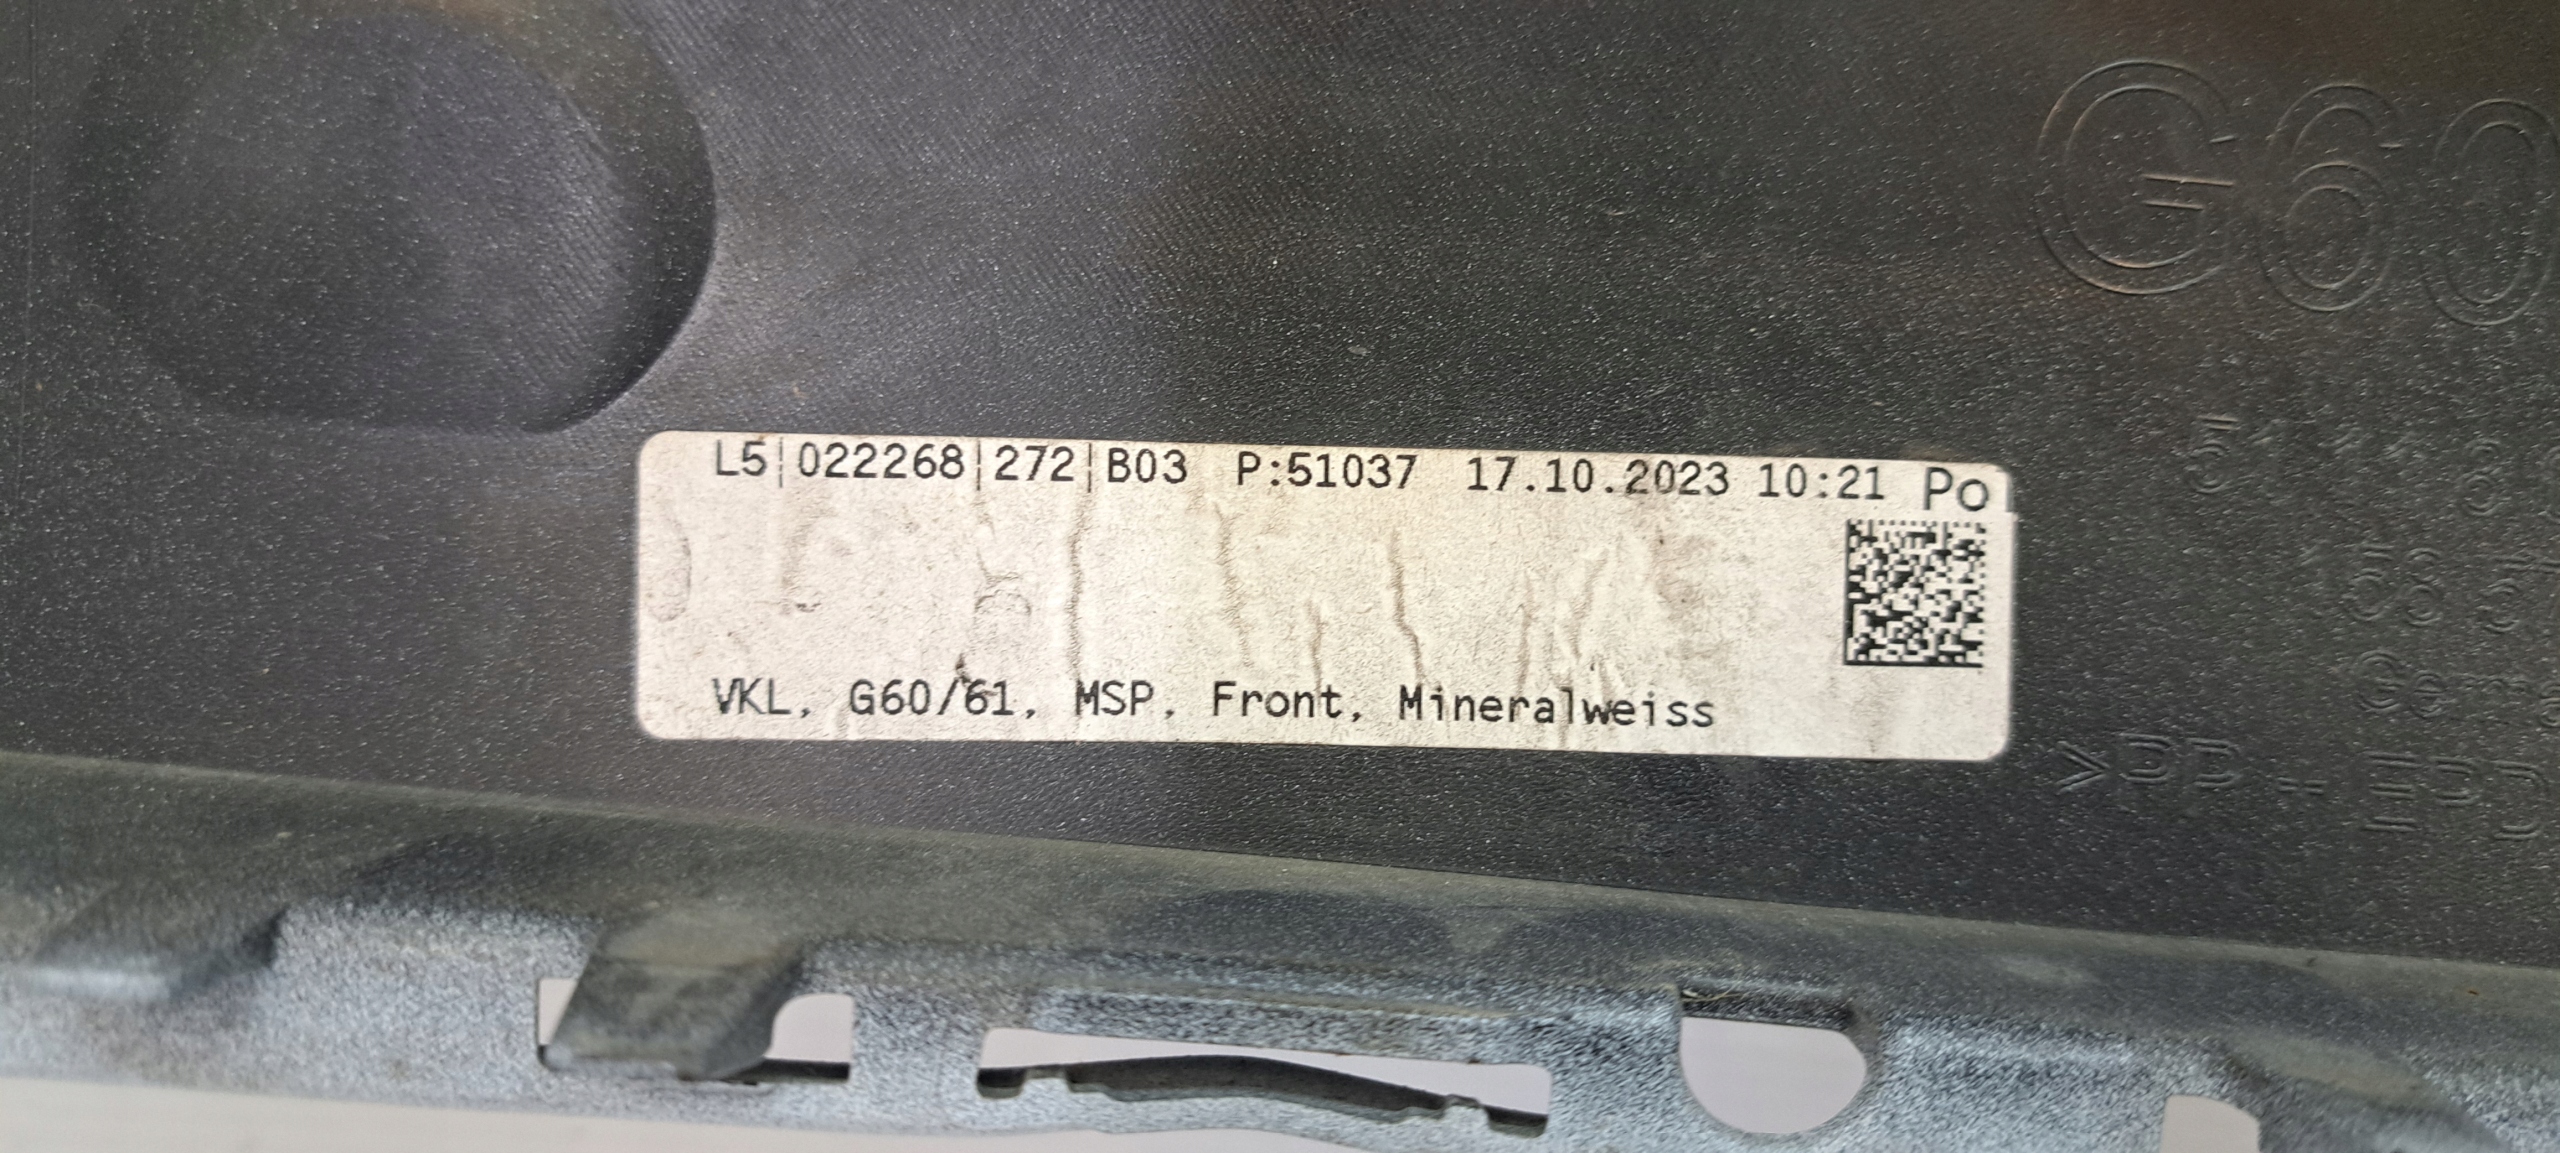 G60
L5|022268|272|B03 P:51037 17.10.2023 10:21 Po
VKL, G60/61, MSP, Front, Mineralweiss